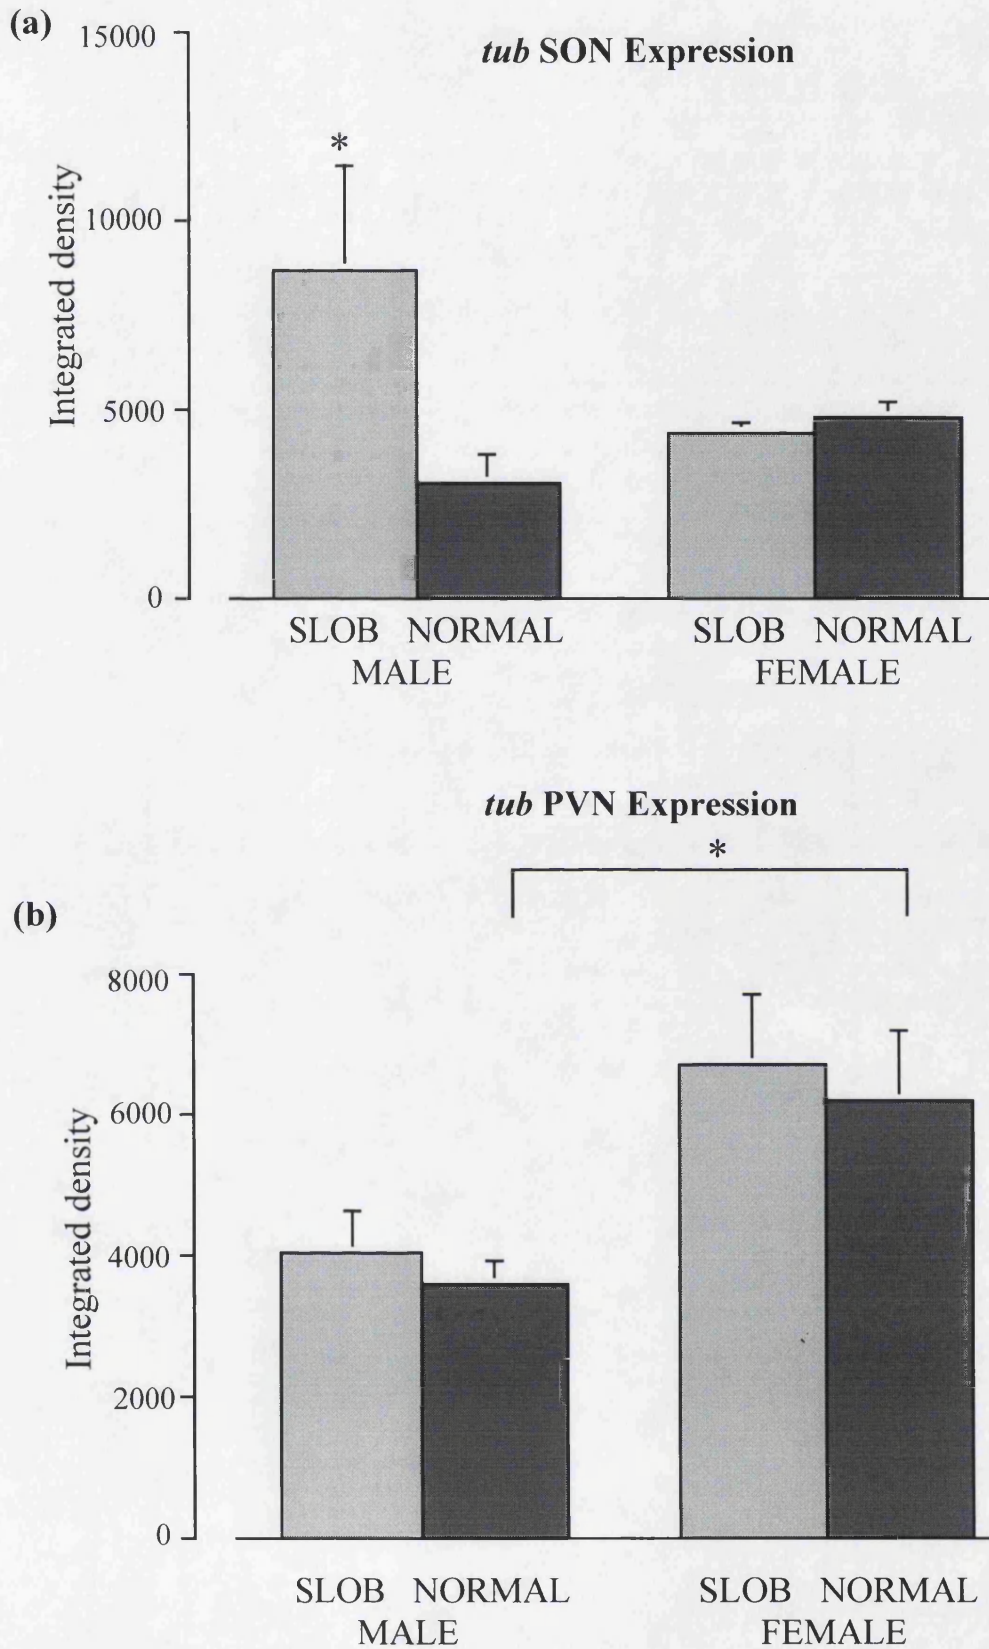 (a)
15000
tub SON Expression
*
10000
5000
0
Integrated density
SLOB NORMAL SLOB NORMAL
MALE FEMALE
tub PVN Expression
*
(b)
8000
6000
4000
2000
0
Integrated density
SLOB NORMAL SLOB NORMAL
MALE FEMALE